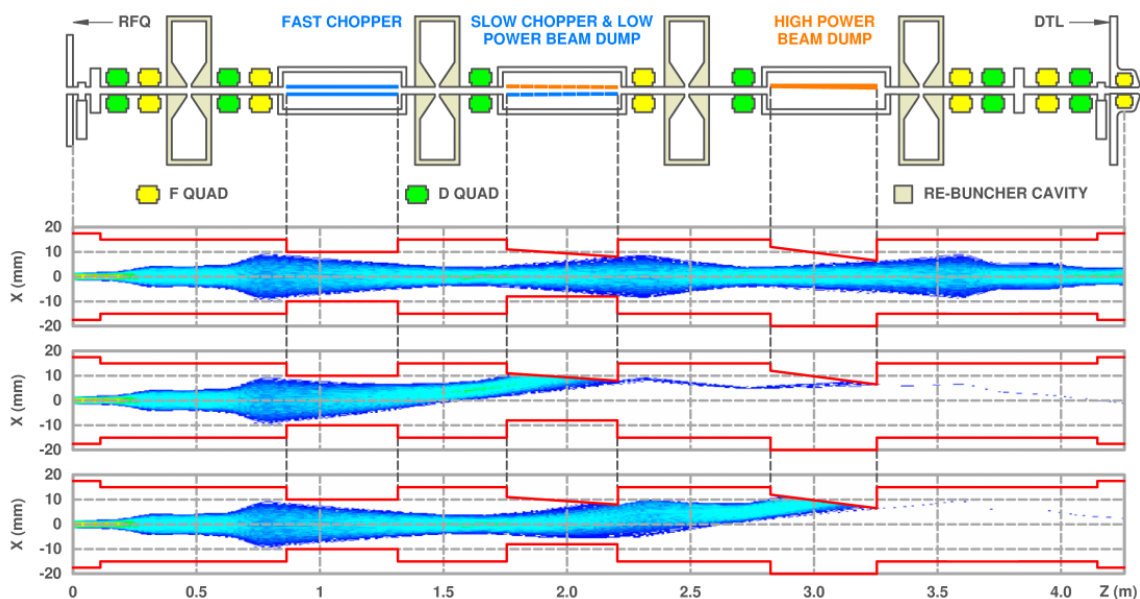 RFQ
FAST CHOPPER
SLOW CHOPPER & LOW
POWER BEAM DUMP
HIGH POWER
BEAM DUMP
DTL
F QUAD
D QUAD
RE-BUNCHER CAVITY
20
10
0
-10
-20
X (mm)
20
10
0
-10
-20
X (mm)
20
10
0
-10
-20
X (mm)
0
0.5
1
1.5
2.0
2.5
3.0
3.5
4.0
Z (m)